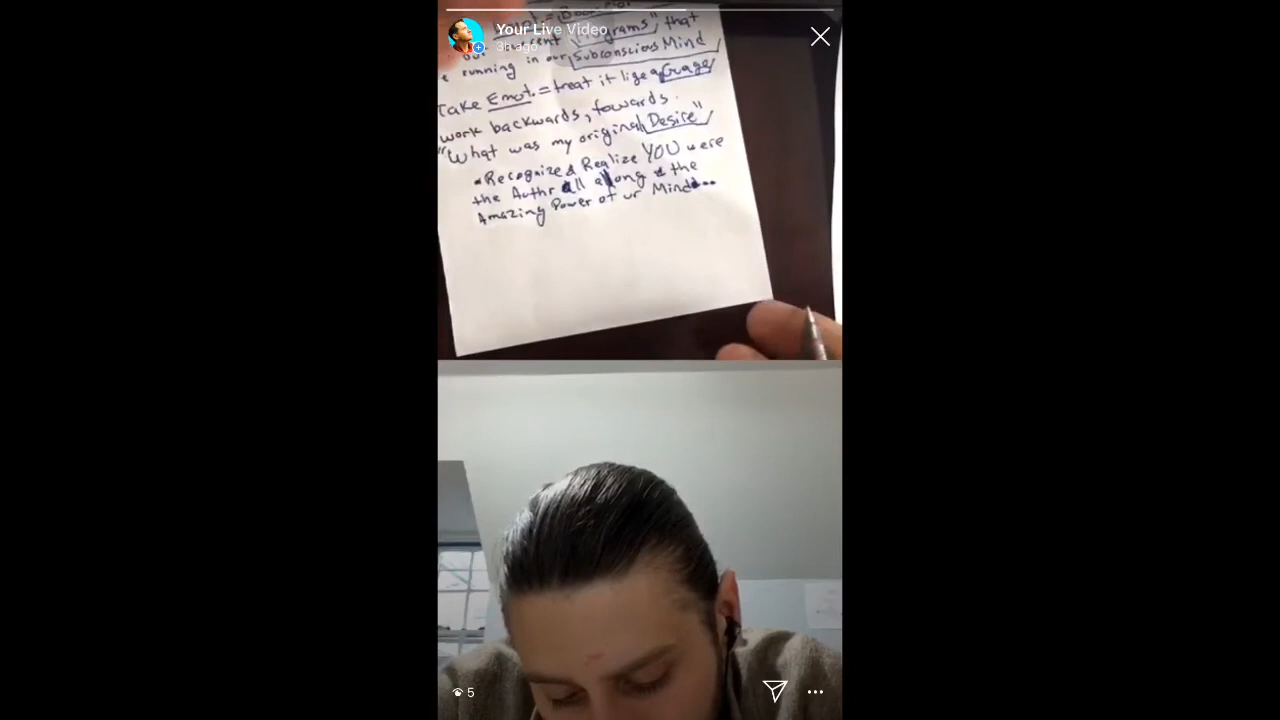 Your Live Video
3h ago
"Programs" that
running in our subconscious Mind
Take Emot. = treat it like a Guage
work backwards, towards.
"What was my original Desire"
•Recognize & Realize YOU were
the Authr all along & the
Amazing Power of ur Mind...
5